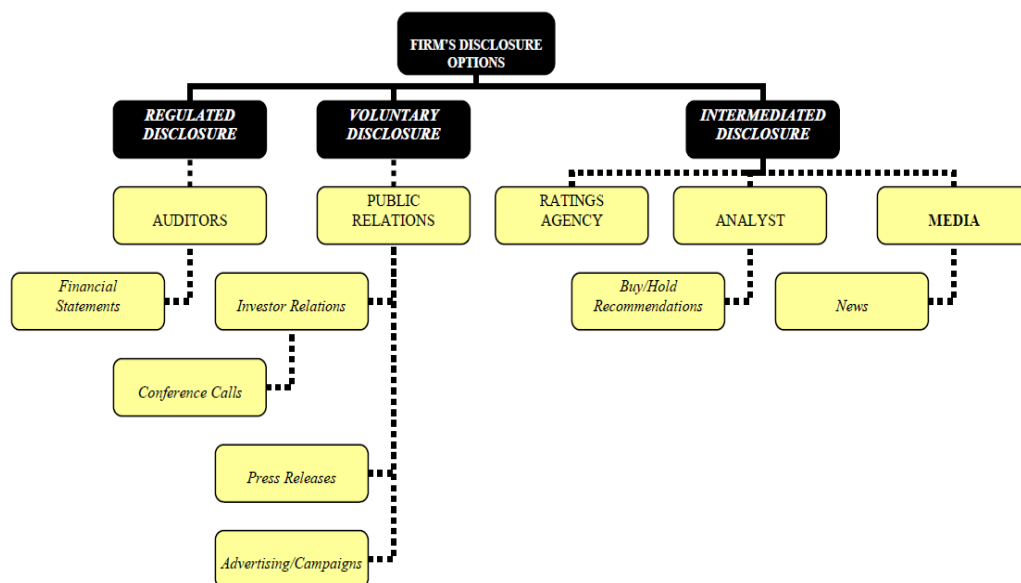 FIRM'S DISCLOSURE
OPTIONS
REGULATED
DISCLOSURE
VOLUNTARY
DISCLOSURE
INTERMEDIATED
DISCLOSURE
AUDITORS
PUBLIC
RELATIONS
RATINGS
AGENCY
ANALYST
MEDIA
Financial
Statements
Investor Relations
Buy/Hold
Recommendations
News
Conference Calls
Press Releases
Advertising/Campaigns